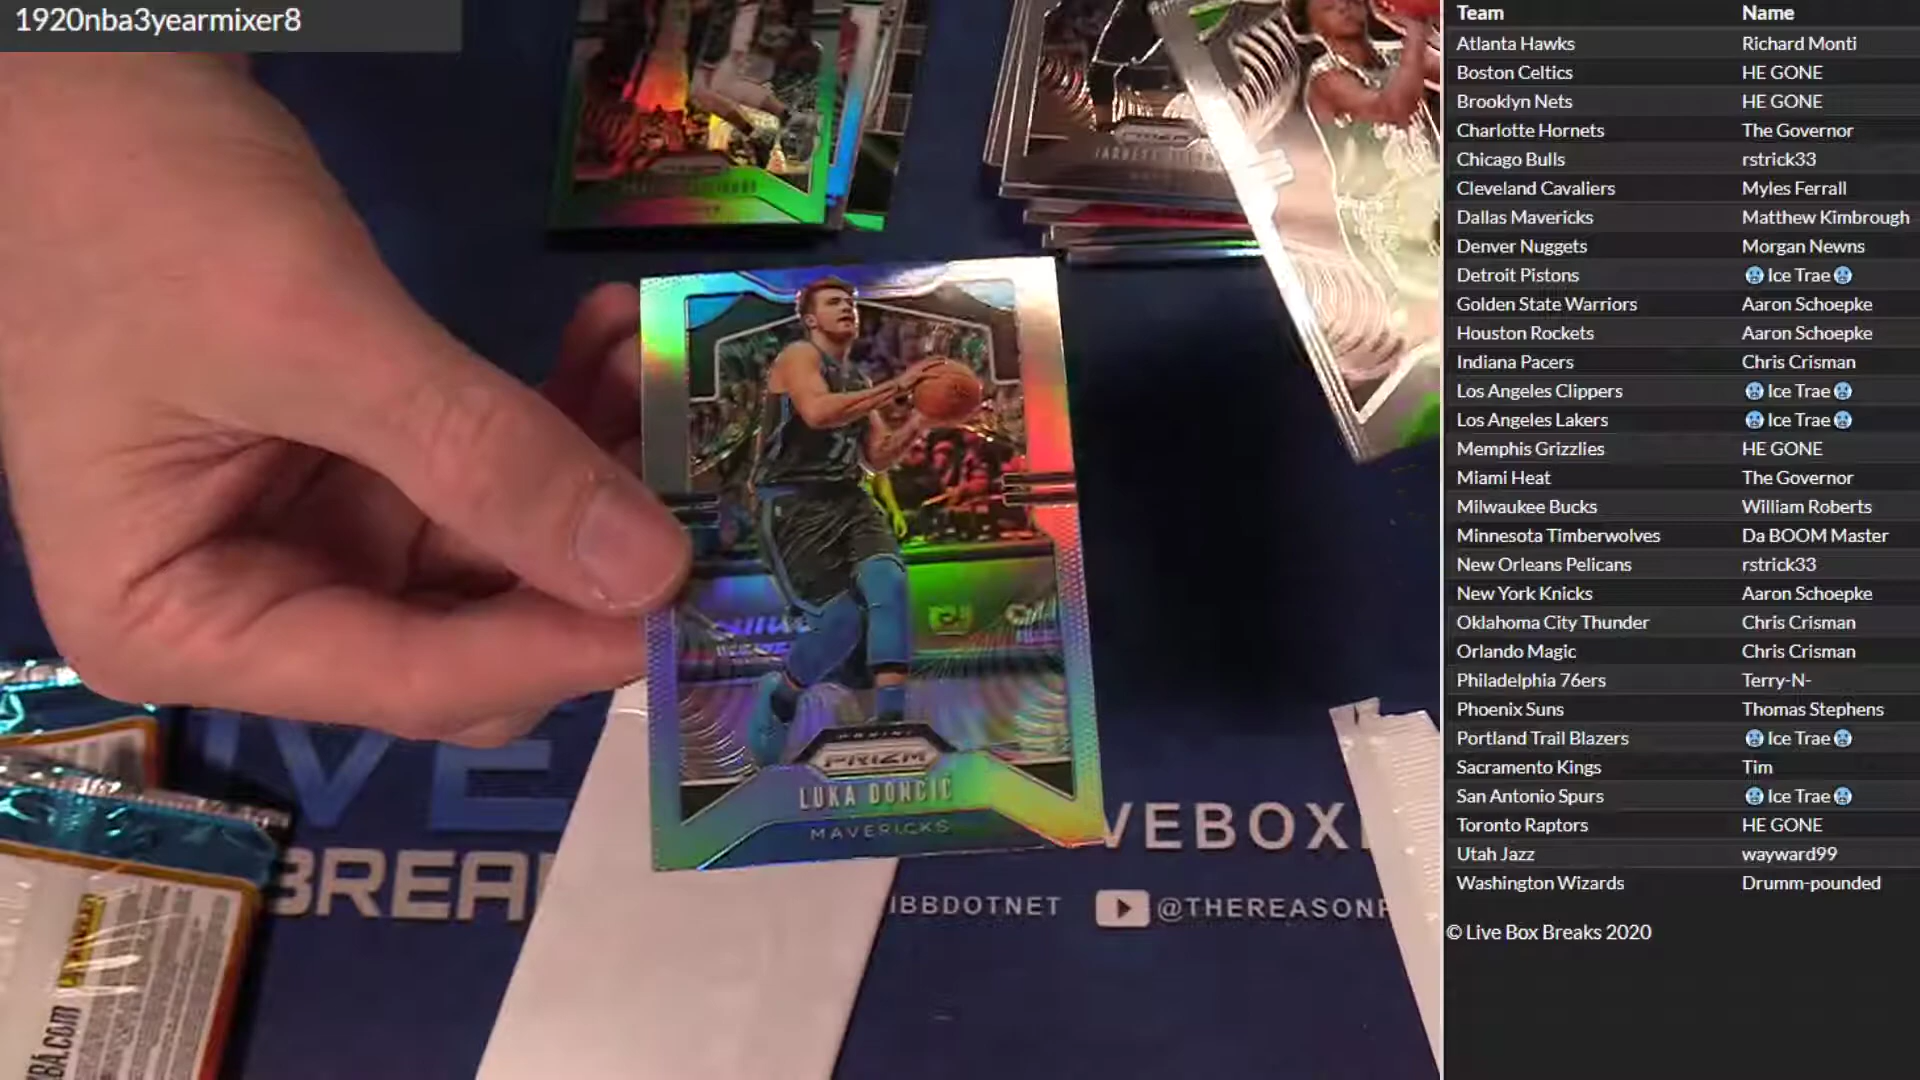 1920nba3yearmixer8
Team Name
Atlanta Hawks Richard Monti
Boston Celtics HE GONE
Brooklyn Nets HE GONE
Charlotte Hornets The Governor
Chicago Bulls rstrick33
Cleveland Cavaliers Myles Ferrall
Dallas Mavericks Matthew Kimbrough
Denver Nuggets Morgan Newns
Detroit Pistons 🥶 Ice Trae 🥶
Golden State Warriors Aaron Schoepke
Houston Rockets Aaron Schoepke
Indiana Pacers Chris Crisman
Los Angeles Clippers 🥶 Ice Trae 🥶
Los Angeles Lakers 🥶 Ice Trae 🥶
Memphis Grizzlies HE GONE
Miami Heat The Governor
Milwaukee Bucks William Roberts
Minnesota Timberwolves Da BOOM Master
New Orleans Pelicans rstrick33
New York Knicks Aaron Schoepke
Oklahoma City Thunder Chris Crisman
Orlando Magic Chris Crisman
Philadelphia 76ers Terry-N-
Phoenix Suns Thomas Stephens
Portland Trail Blazers 🥶 Ice Trae 🥶
Sacramento Kings Tim
San Antonio Spurs 🥶 Ice Trae 🥶
Toronto Raptors HE GONE
Utah Jazz wayward99
Washington Wizards Drumm-pounded
© Live Box Breaks 2020
PANINI
PRIZM
LUKA DONCIC
MAVERICKS
IVE
BREA
VEBOX
IBBDOTNET
@THEREASONF